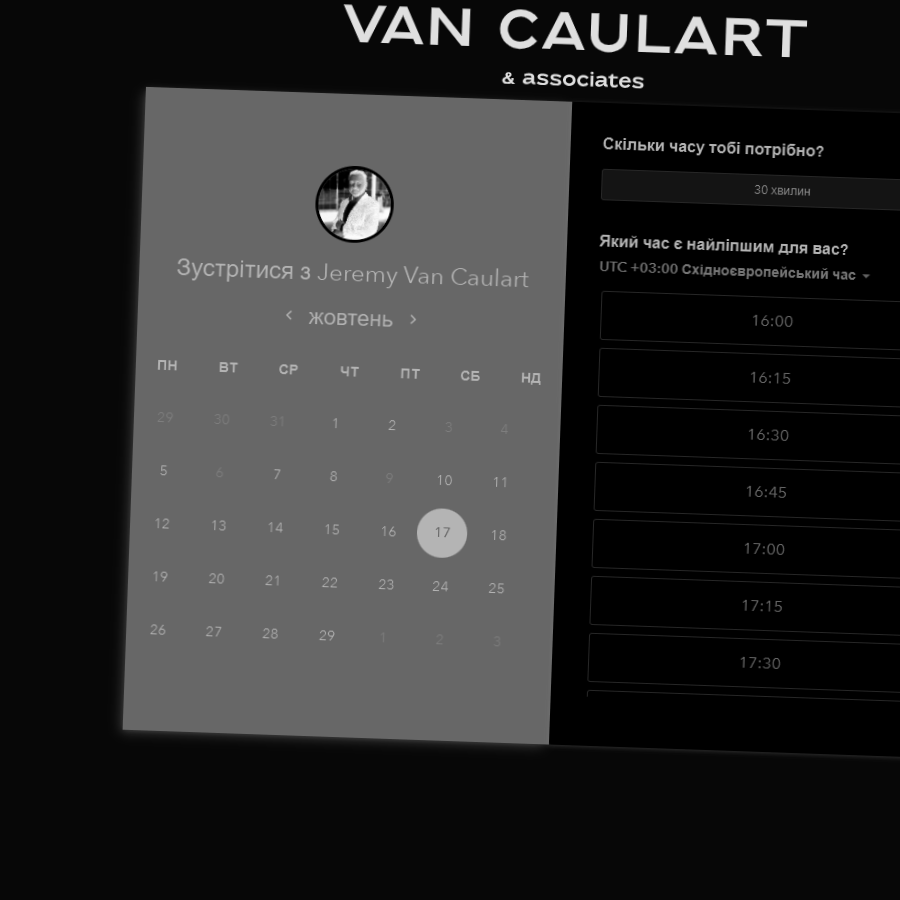 VAN CAULART
& associates
Зустрітися з Jeremy Van Caulart
жовтень
ПН ВТ СР ЧТ ПТ СБ НД
29 30 31 1 2 3 4
5 6 7 8 9 10 11
12 13 14 15 16 17 18
19 20 21 22 23 24 25
26 27 28 29 1 2 3
Скільки часу тобі потрібно?
30 хвилин
Який час є найліпшим для вас?
UTC +03:00 Східноєвропейський час
16:00
16:15
16:30
16:45
17:00
17:15
17:30